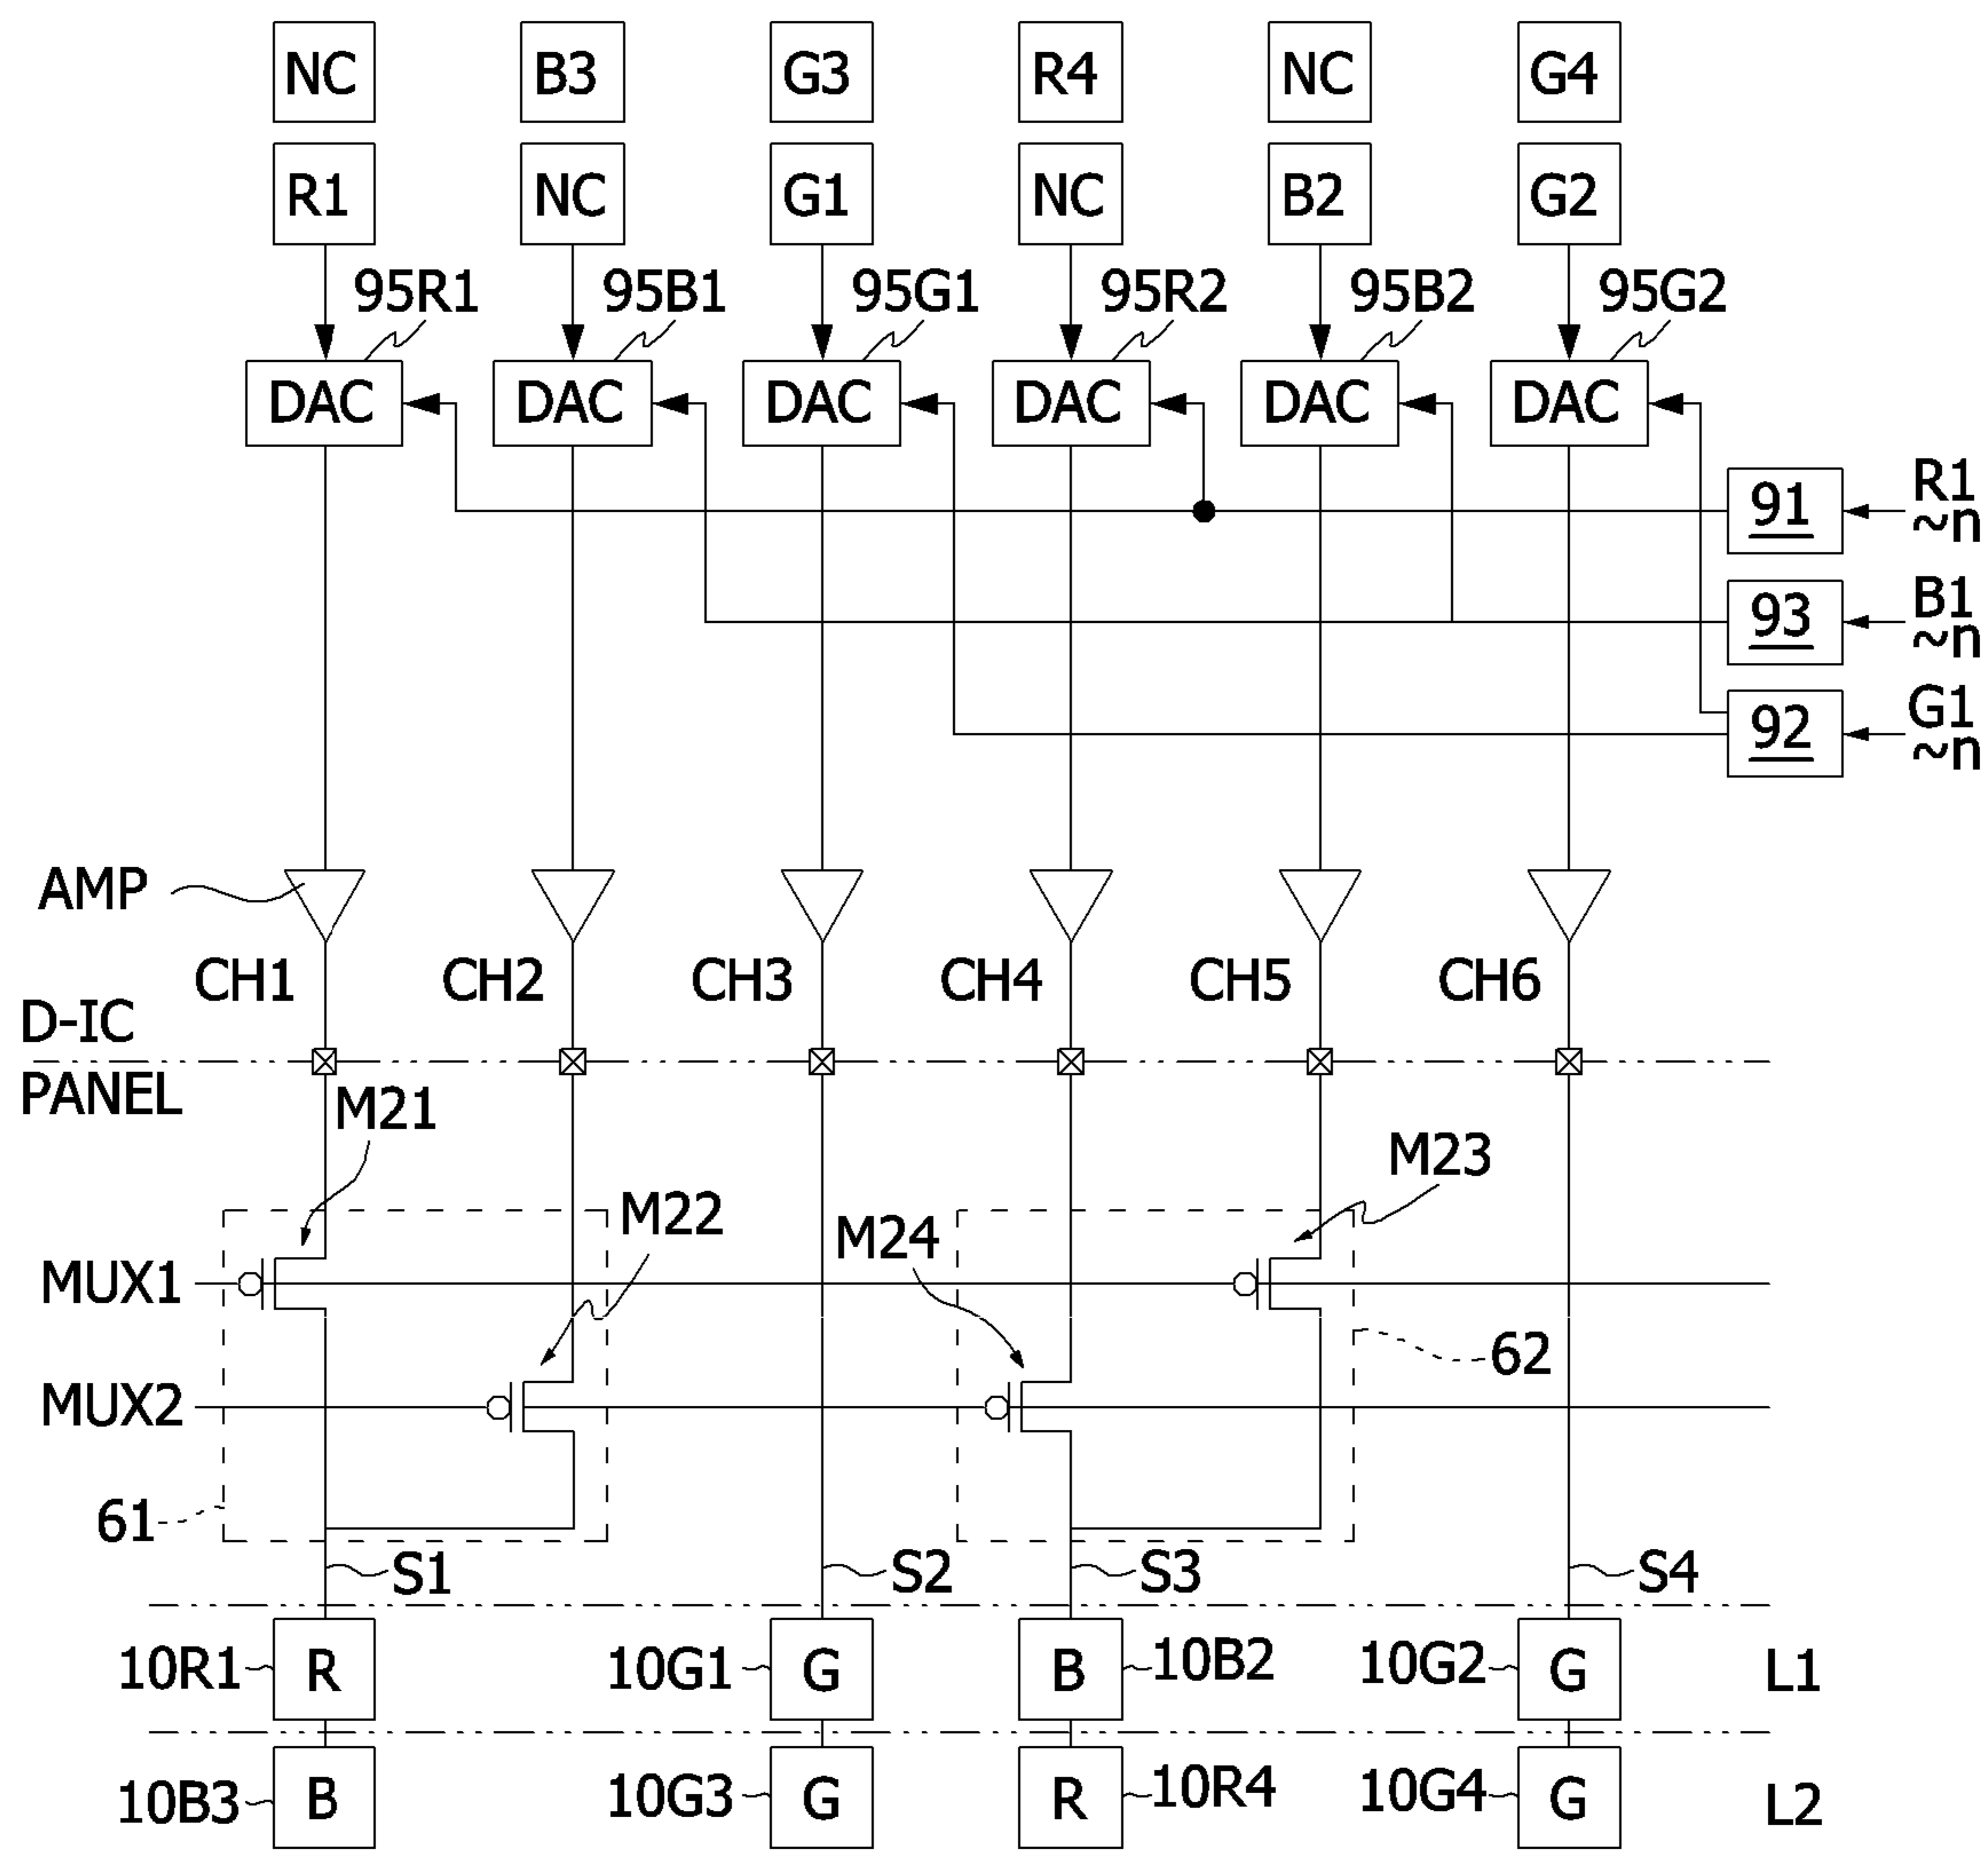 NC B3 G3 R4 NC G4
R1 NC G1 NC B2 G2
95R1 95B1 95G1 95R2 95B2 95G2
DAC DAC DAC DAC DAC DAC
91 R1
~n
93 B1
~n
92 G1
~n
AMP
CH1 CH2 CH3 CH4 CH5 CH6
D-IC
PANEL
M21
M23
M22
M24
MUX1
62
MUX2
61
S1 S2 S3 S4
10R1 R 10G1 G B 10B2 10G2 G L1
10B3 B 10G3 G R 10R4 10G4 G L2